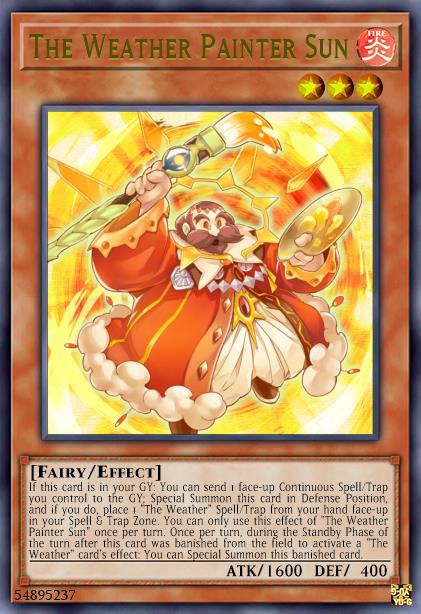 THE WEATHER PAINTER SUN
FIRE
炎
[FAIRY/EFFECT]
If this card is in your GY: You can send 1 face-up Continuous Spell/Trap
you control to the GY; Special Summon this card in Defense Position,
and if you do, place 1 "The Weather" Spell/Trap from your hand face-up
in your Spell & Trap Zone. You can only use this effect of "The Weather
Painter Sun" once per turn. Once per turn, during the Standby Phase of
the turn after this card was banished from the field to activate a "The
Weather" card's effect: You can Special Summon this banished card.
ATK/1600 DEF/ 400
54895237